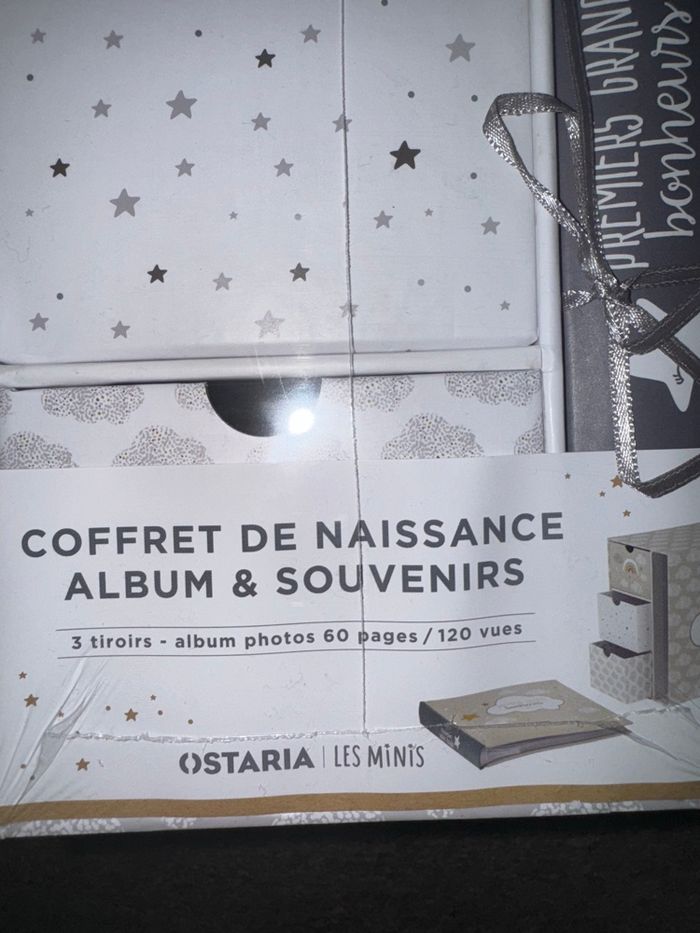 PREMIERS GRAND
bonheurs
COFFRET DE NAISSANCE
ALBUM & SOUVENIRS
3 tiroirs - album photos 60 pages / 120 vues
OSTARIA | LES MiNiS